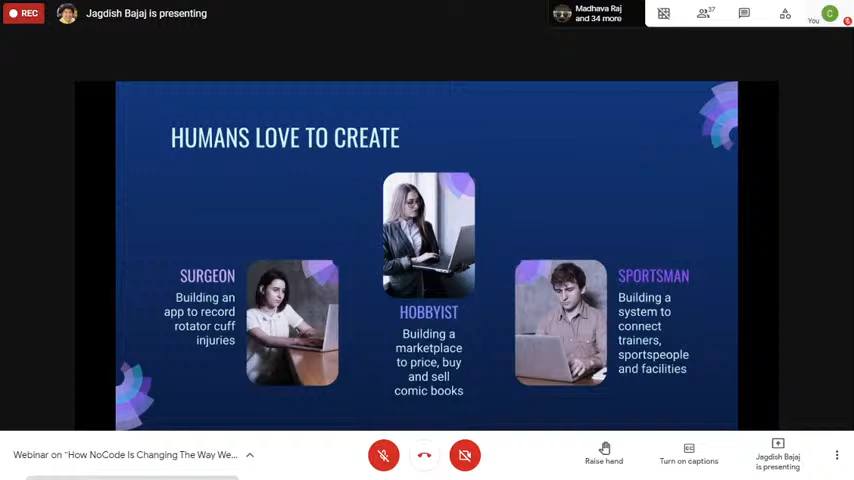 REC
Jagdish Bajaj is presenting
Madhava Raj
and 34 more
37
You
C
HUMANS LOVE TO CREATE
SURGEON
Building an
app to record
rotator cuff
injuries
HOBBYIST
Building a
marketplace
to price, buy
and sell
comic books
SPORTSMAN
Building a
system to
connect
trainers,
sportspeople
and facilities
Webinar on "How NoCode Is Changing The Way We...
Raise hand
Turn on captions
Jagdish Bajaj
is presenting